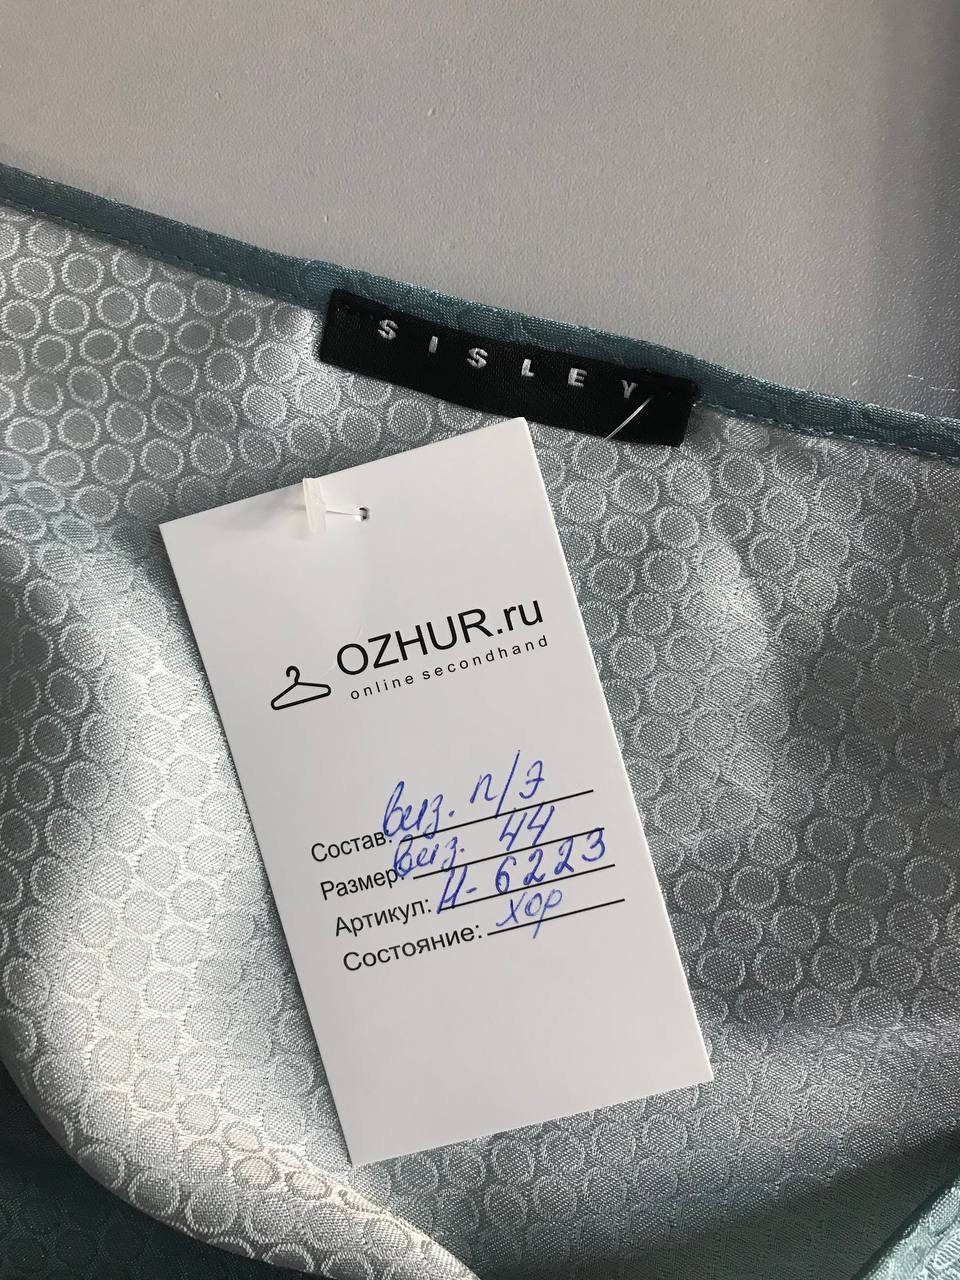 SISLEY
OZHUR.ru
online secondhand
Состав: виз. п/э
Размер: виз. 44
Артикул: Н-6223
Состояние: хор